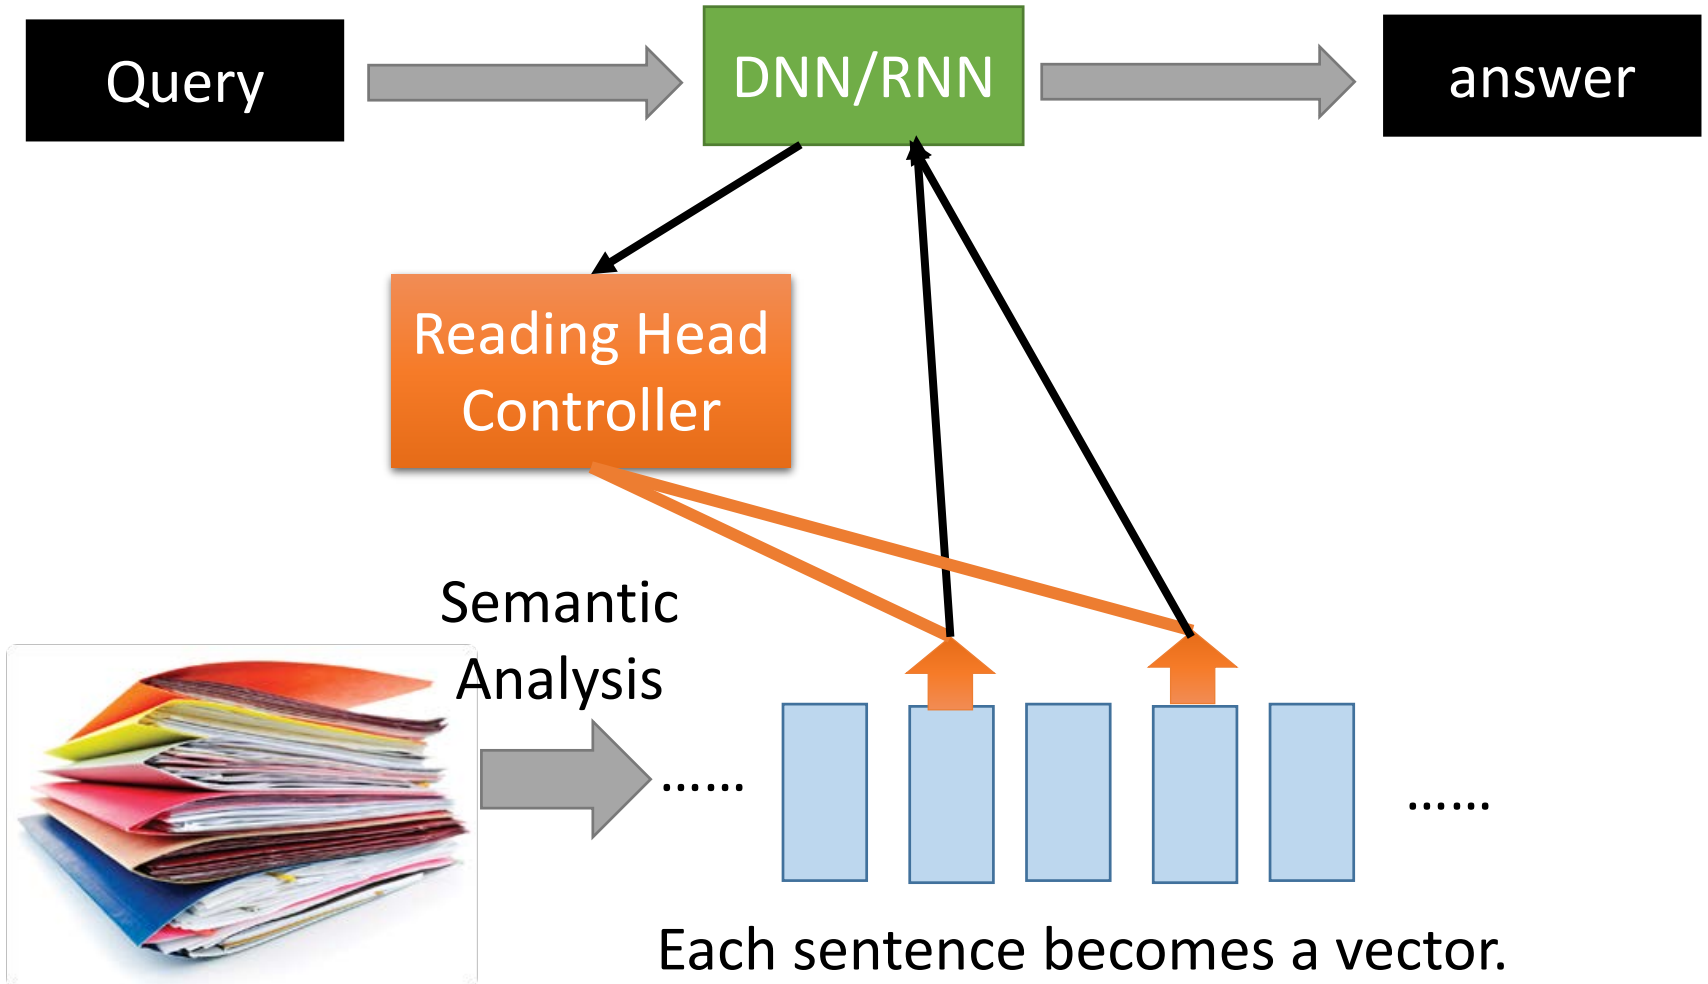 Query
DNN/RNN
answer
Reading Head
Controller
Semantic
Analysis
……
……
Each sentence becomes a vector.